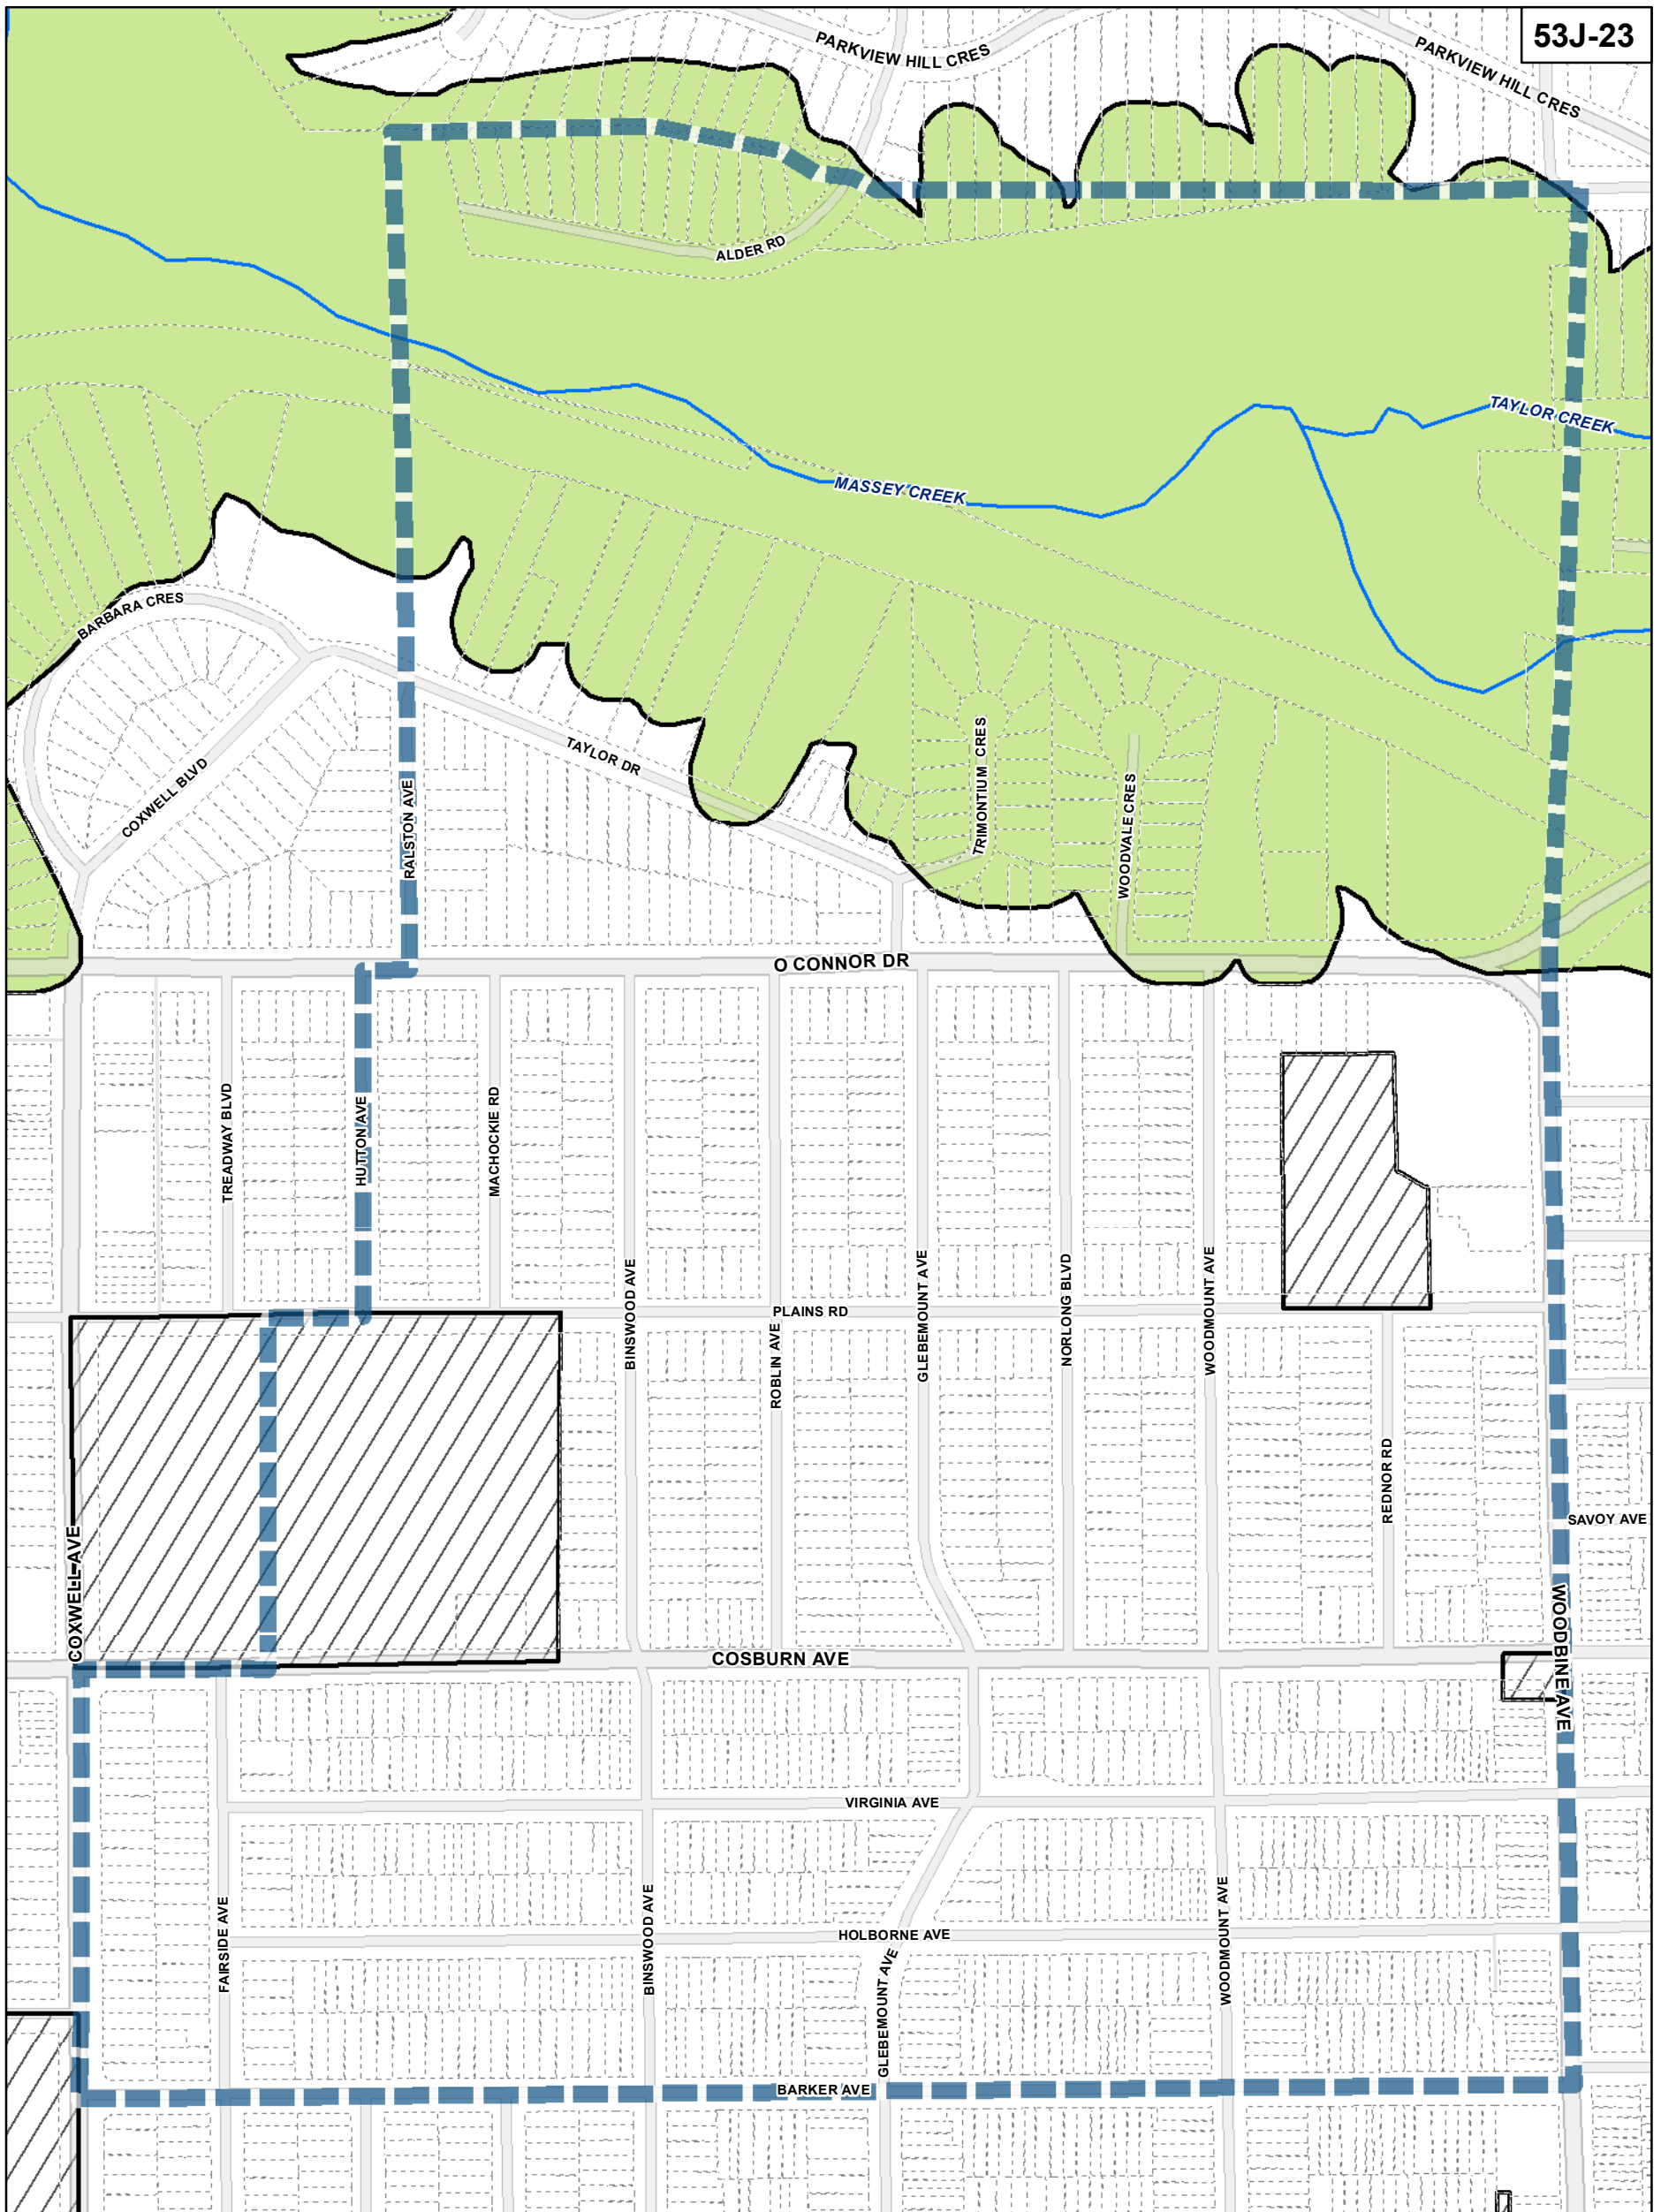 53J-23
PARKVIEW HILL CRES
PARKVIEW HILL CRES
ALDER RD
TAYLOR CREEK
MASSEY CREEK
BARBARA CRES
TRIMONTIUM CRES
TAYLOR DR
COXWELL BLVD
RALSTON AVE
WOODVALE CRES
O CONNOR DR
TREADWAY BLVD
HUTTON AVE
MACHOCKIE RD
BINSWOOD AVE
PLAINS RD
ROBLIN AVE
GLEBEMOUNT AVE
NORLONG BLVD
WOODMOUNT AVE
REDNOR RD
SAVOY AVE
COXWELL AVE
WOODBINE AVE
COSBURN AVE
VIRGINIA AVE
FAIRSIDE AVE
BINSWOOD AVE
HOLBORNE AVE
GLEBEMOUNT AVE
WOODMOUNT AVE
BARKER AVE